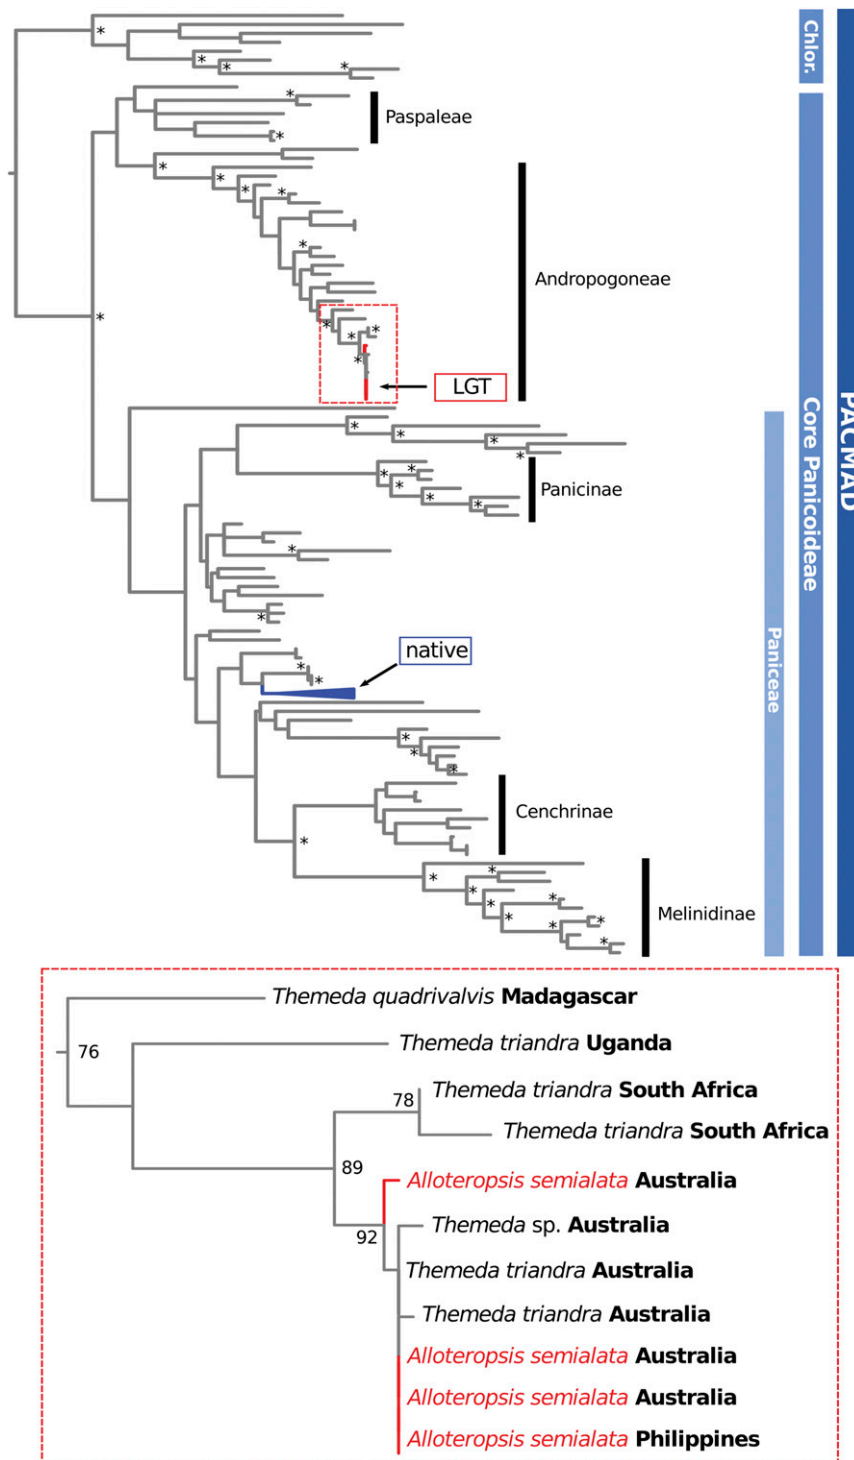 Chlor.
Paspaleae
Andropogoneae
LGT
PACMAD
Core Panicoideae
Panicinae
Paniceae
native
Cenchrinae
Melinidinae
Themeda quadrivalvis Madagascar
76
Themeda triandra Uganda
Themeda triandra South Africa
78
Themeda triandra South Africa
89
Alloteropsis semialata Australia
Themeda sp. Australia
92
Themeda triandra Australia
Themeda triandra Australia
Alloteropsis semialata Australia
Alloteropsis semialata Australia
Alloteropsis semialata Philippines